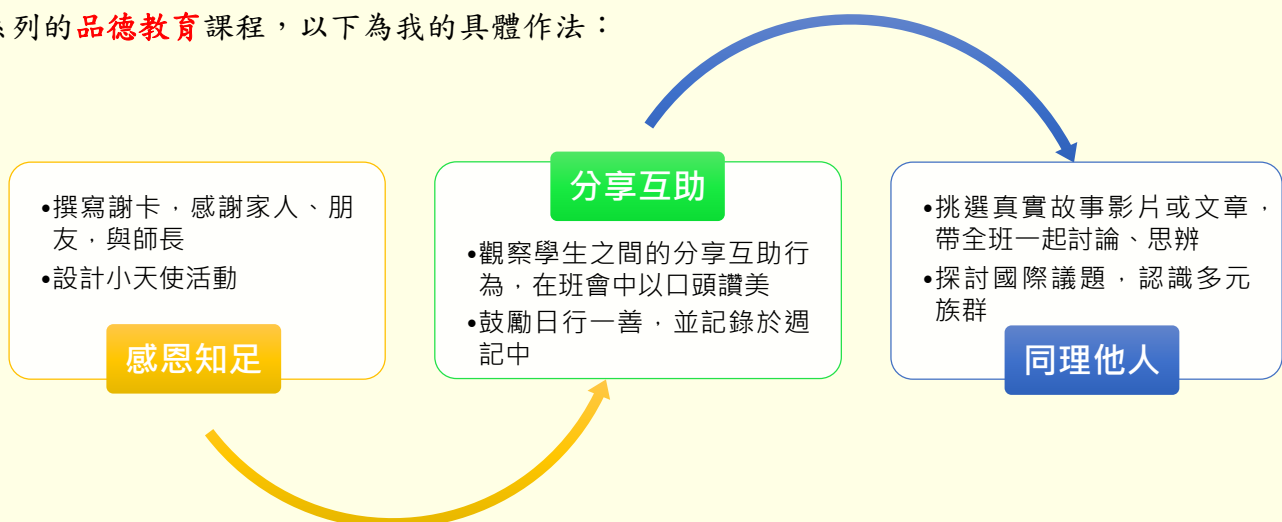 列的品德教育課程，以下為我的具體作法：
•撰寫謝卡，感謝家人、朋
友，與師長
•設計小天使活動
感恩知足
分享互助
•觀察學生之間的分享互助行
為，在班會中以口頭讚美
•鼓勵日行一善，並記錄於週
記中
•挑選真實故事影片或文章，
帶全班一起討論、思辨
•探討國際議題，認識多元
族群
同理他人